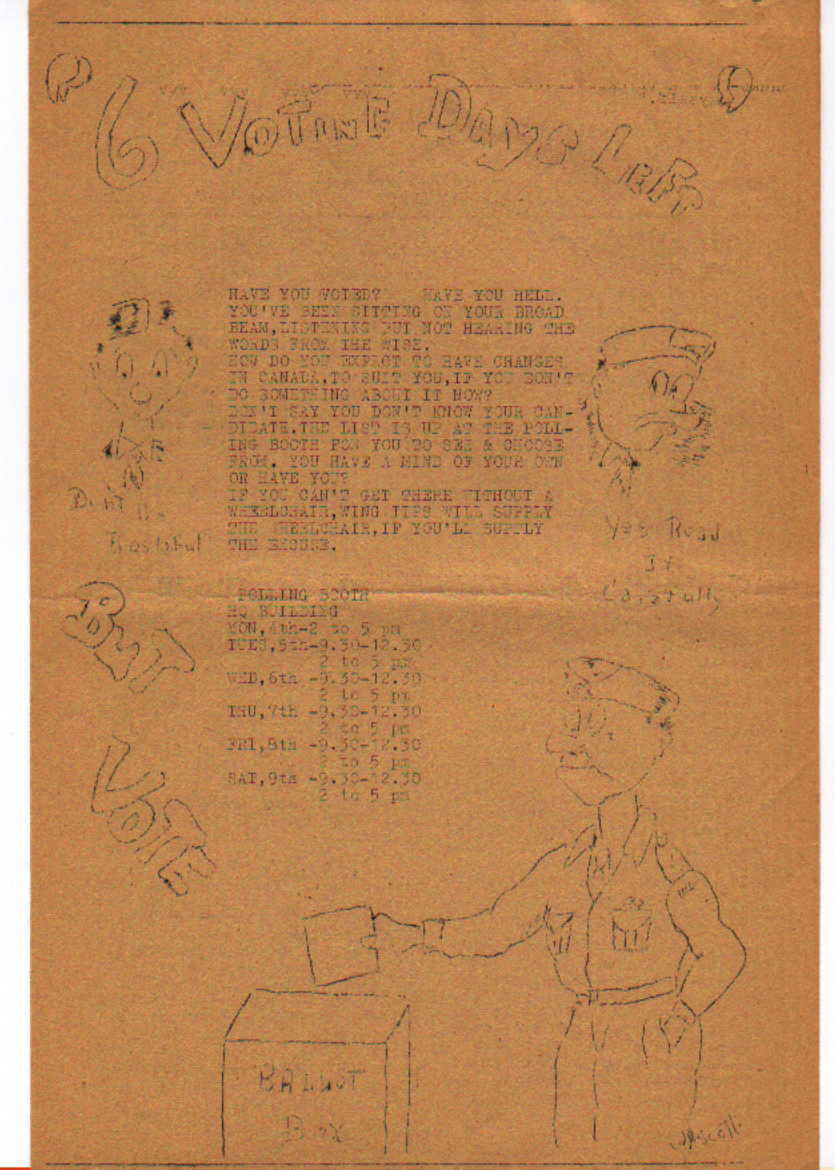 "6 VOTING DAYS LEFT"
HAVE YOU VOTED? HAVE YOU HELL.
YOU'VE BEEN SITTING ON YOUR BROAD
BEAM,LISTENING BUT NOT HEARING THE
WORDS FROM THE WISE.
HOW DO YOU EXPECT TO HAVE CHANGES
IN CANADA,TO SUIT YOU,IF YOU DON'T
DO SOMETHING ABOUT IT NOW?
DON'T SAY YOU DON'T KNOW YOUR CAN-
DIDATE.THE LIST IS UP AT THE POLL-
ING BOOTH FOR YOU TO SEE & CHOOSE
FROM. YOU HAVE A MIND OF YOUR OWN
OR HAVE YOU?
IF YOU CAN'T GET THERE WITHOUT A
WHEELCHAIR,WING TIPS WILL SUPPLY
THE WHEELCHAIR,IF YOU'LL SUPPLY
THE EXCUSE.
Dont Be
Bashful
Yes Read
It
Carefully
BUT
VOTE
POLLING BOOTH
HQ BUILDING
MON,4th-2 to 5 pm
TUES,5th-9.30-12.30
2 to 5 pm
WED,6th -9.30-12.30
2 to 5 pm
THU,7th -9.30-12.30
2 to 5 pm
FRI,8th -9.30-12.30
2 to 5 pm
SAT,9th -9.30-12.30
2 to 5 pm
BALLOT
Box